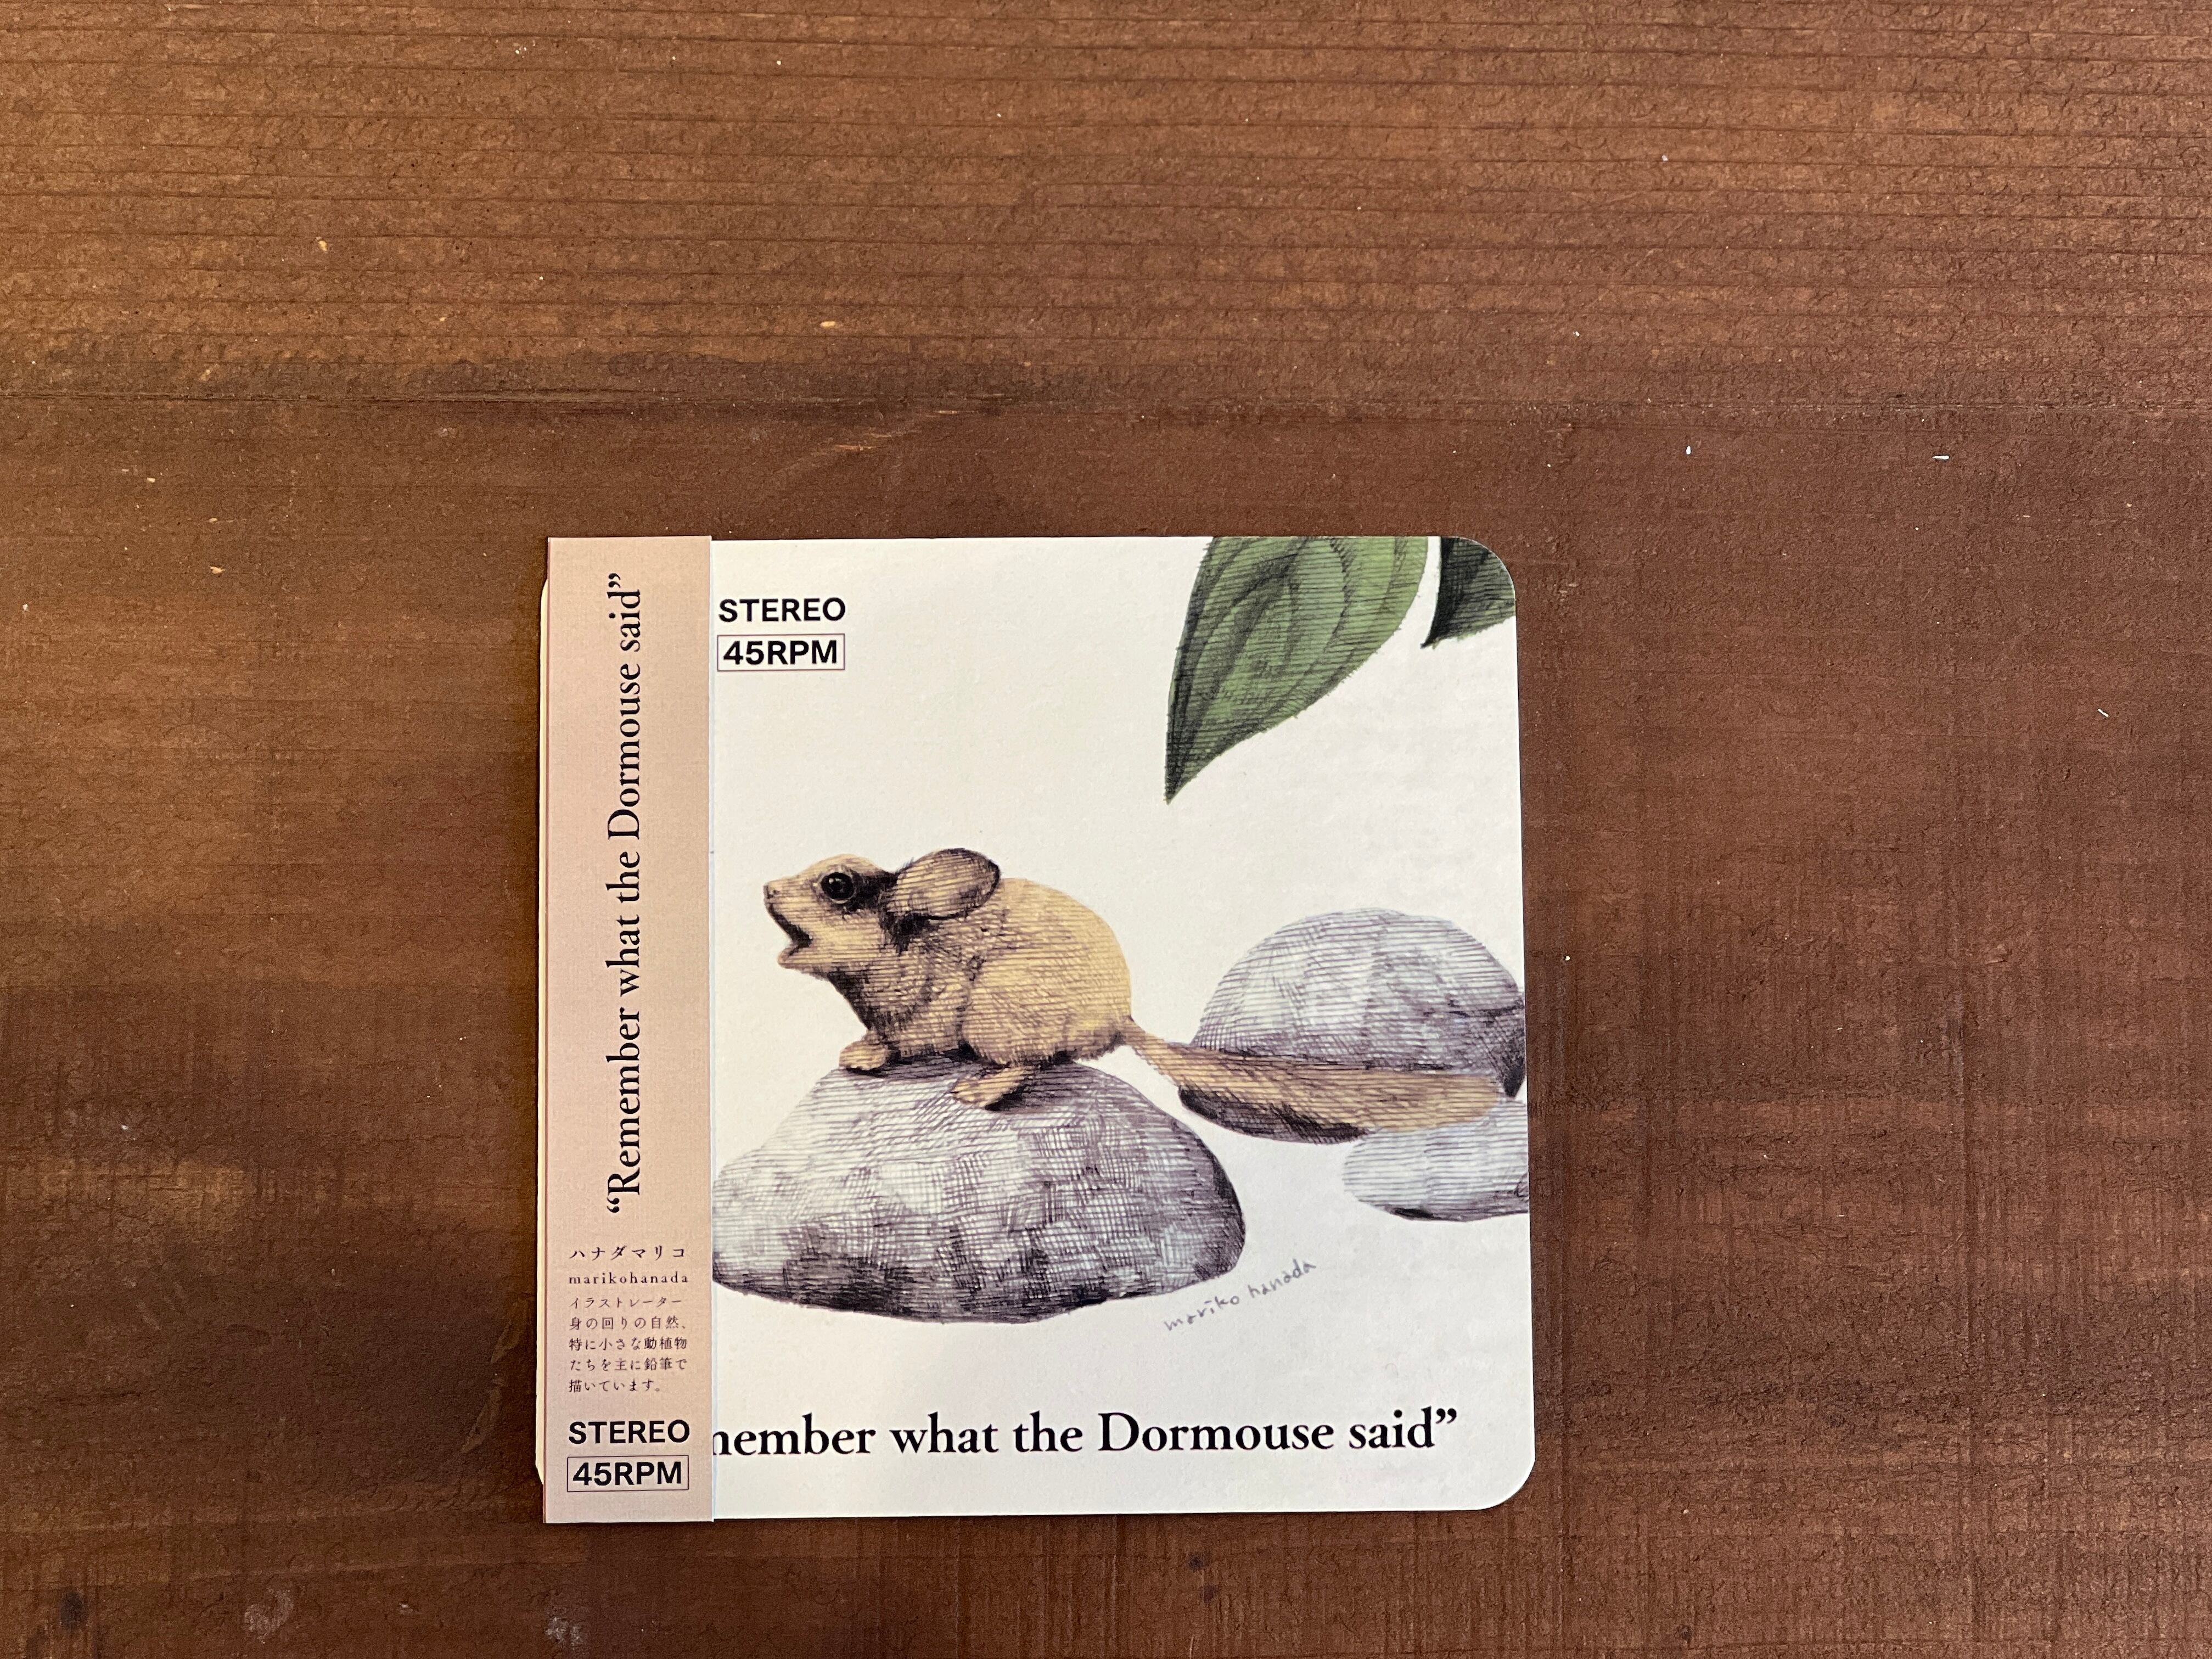 “Remember what the Dormouse said”
ハナダマリコ
marikohanada
イラストレーター
身の回りの自然、
特に小さな動植物
たちを主に鉛筆で
描いています。
STEREO
45RPM
STEREO
45RPM
mariko hanada
member what the Dormouse said”